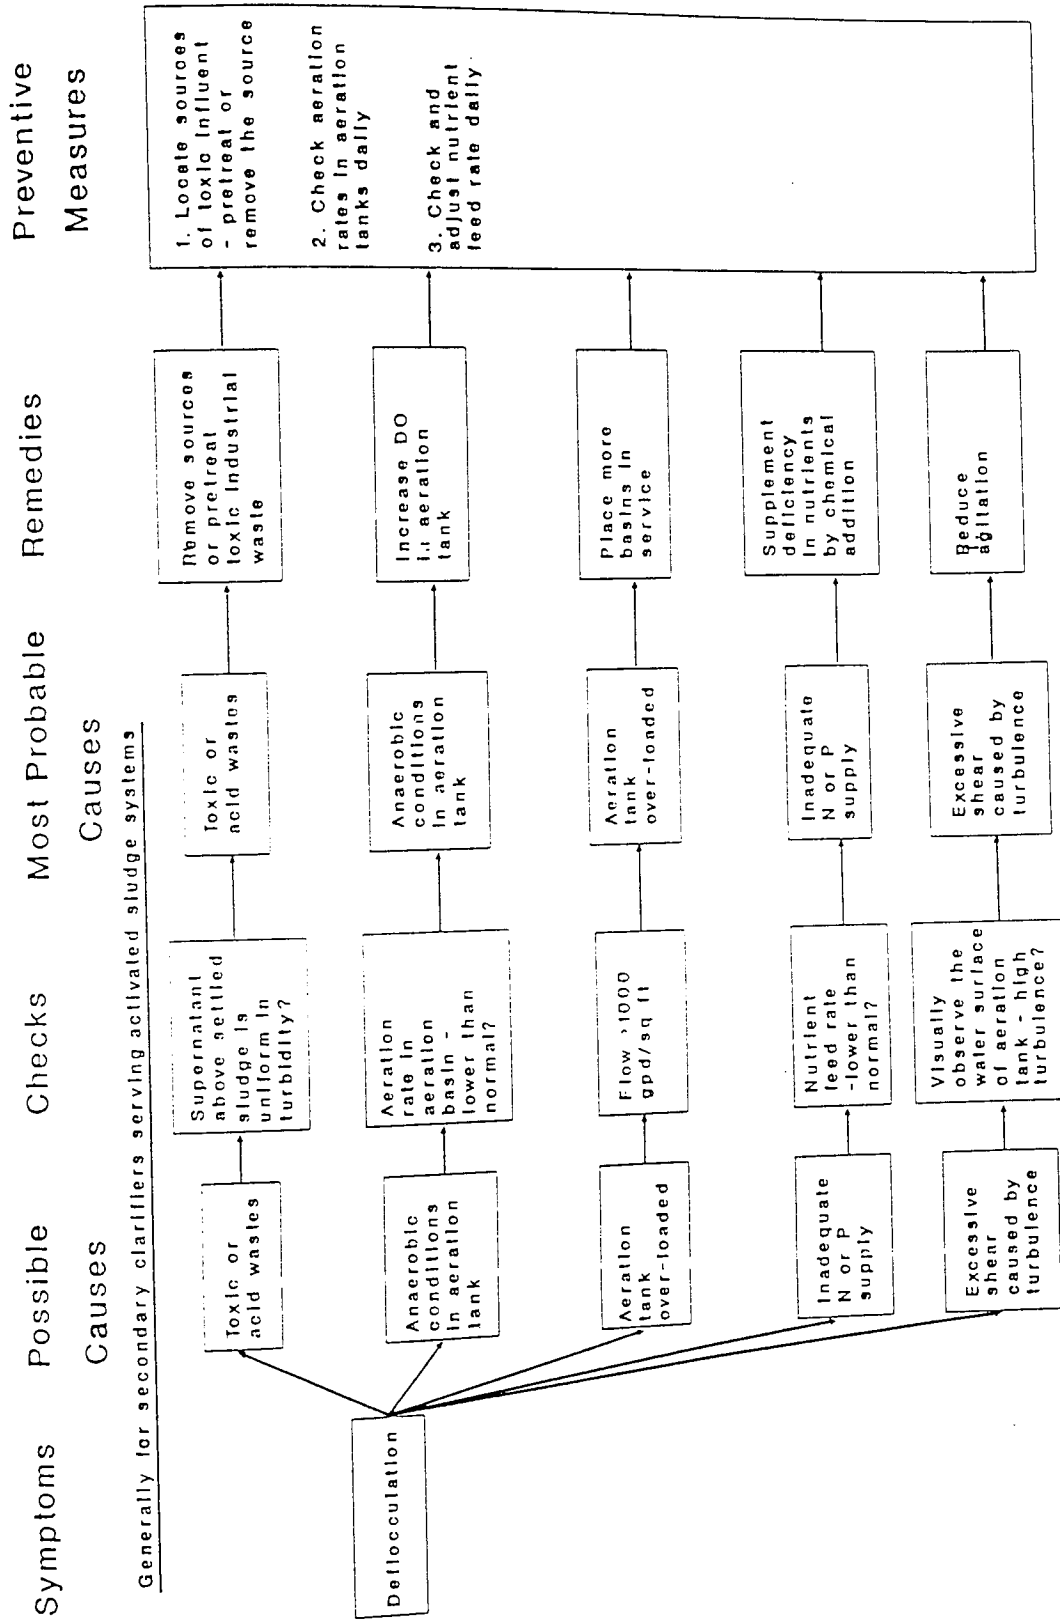 Symptoms
Possible
Causes
Checks
Most Probable
Causes
Remedies
Preventive
Measures
Generally for secondary clarifiers serving activated sludge systems
Deflocculation
Toxic or
acid wastes
Supernatant
above settled
sludge is
uniform in
turbidity?
Toxic or
acid wastes
Remove sources
or pretreat
toxic industrial
waste
Anaerobic
conditions
in aeration
tank
Aeration
rate in
aeration
basin -
lower than
normal?
Anaerobic
conditions
in aeration
tank
Increase DO
in aeration
tank
Aeration
tank
over-loaded
Flow >1000
gpd/sq ft
Aeration
tank
over-loaded
Place more
basins in
service
Inadequate
N or P
supply
Nutrient
feed rate
-lower than
normal?
Inadequate
N or P
supply
Supplement
deficiency
in nutrients
by chemical
addition
Excessive
shear
caused by
turbulence
Visually
observe the
water surface
of aeration
tank - high
turbulence?
Excessive
shear
caused by
turbulence
Reduce
agitation
1. Locate sources
of toxic influent
- pretreat or
remove the source
2. Check aeration
rates in aeration
tanks daily
3. Check and
adjust nutrient
feed rate daily